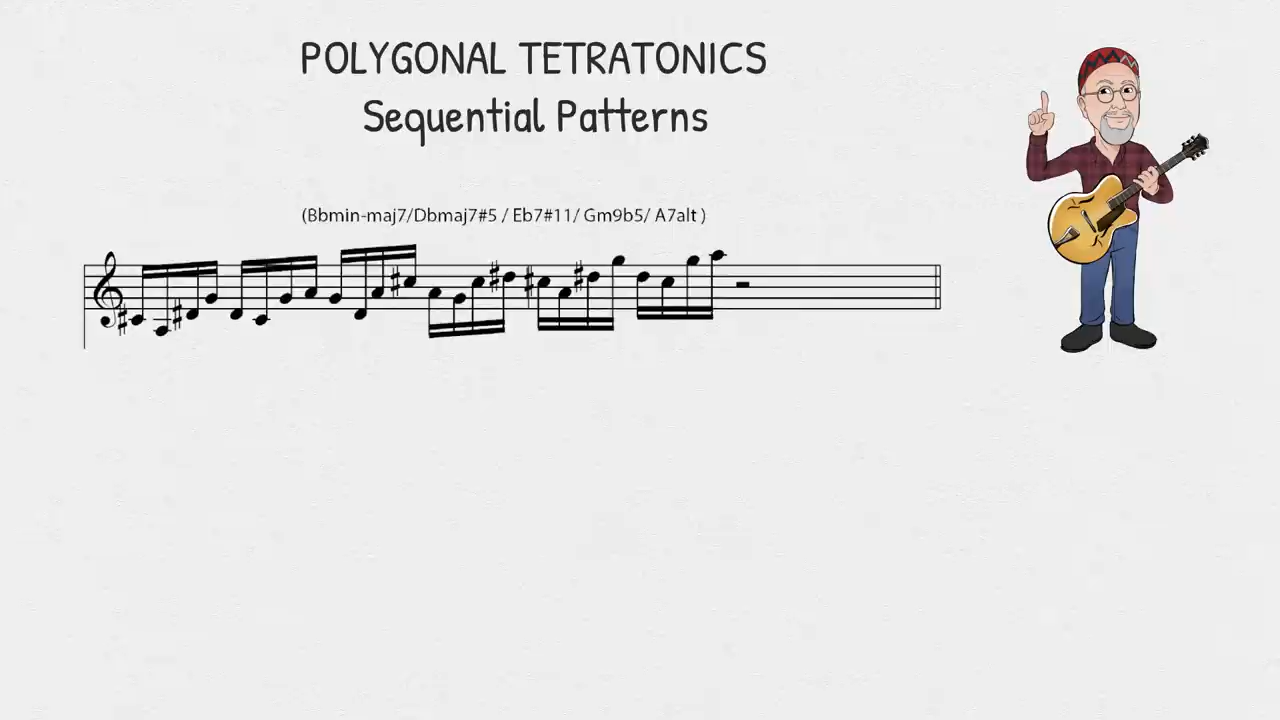 POLYGONAL TETRATONICS
Sequential Patterns
(Bbmin-maj7/Dbmaj7#5 / Eb7#11/ Gm9b5/ A7alt )